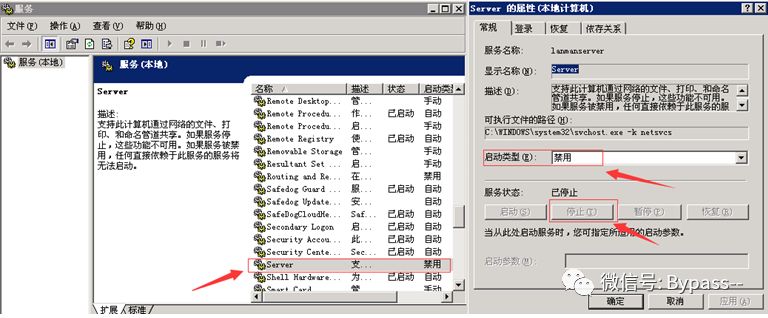 服务
文件(F) 操作(A) 查看(V) 帮助(H)
服务(本地)
服务(本地)
Server
描述:
支持此计算机通过网络的文件、打
印、和命名管道共享。如果服务停
止,这些功能不可用。如果服务被禁
用,任何直接依赖于此服务的服务将
无法启动。
名称 描述 状态 启动类
Remote Desktop... 管... 手动
Remote Procedu... 作... 已启动 自动
Remote Procedu... 启... 手动
Remote Registry 使... 已启动 自动
Removable Storage 管... 手动
Resultant Set ... 启... 手动
Routing and Re... 在... 禁用
Safedog Guard ... 服... 已启动 自动
Safedog Update... 安... 自动
SafeDogCloudHe... Saf... 已启动 自动
Secondary Logon 启... 已启动 自动
Security Accou... 此... 已启动 自动
Security Cente... Sec... 已启动 自动
Server 支... 禁用
Shell Hardware... 为... 已启动 自动
Smart Card 管... 手动
扩展 标准
Server 的属性(本地计算机)
常规 登录 恢复 依存关系
服务名称: lanmanserver
显示名称(N): Server
描述(D): 支持此计算机通过网络的文件、打印、和命名
管道共享。如果服务停止,这些功能不可用。
如果服务被禁用,任何直接依赖于此服务的服
可执行文件的路径(H):
C:\WINDOWS\system32\svchost.exe -k netsvcs
启动类型(E): 禁用
服务状态: 已停止
启动(S) 停止(T) 暂停(P) 恢复(R)
当从此处启动服务时,您可指定所适用的启动参数。
启动参数(M):
微信号: Bypass--
确定 取消 应用(A)